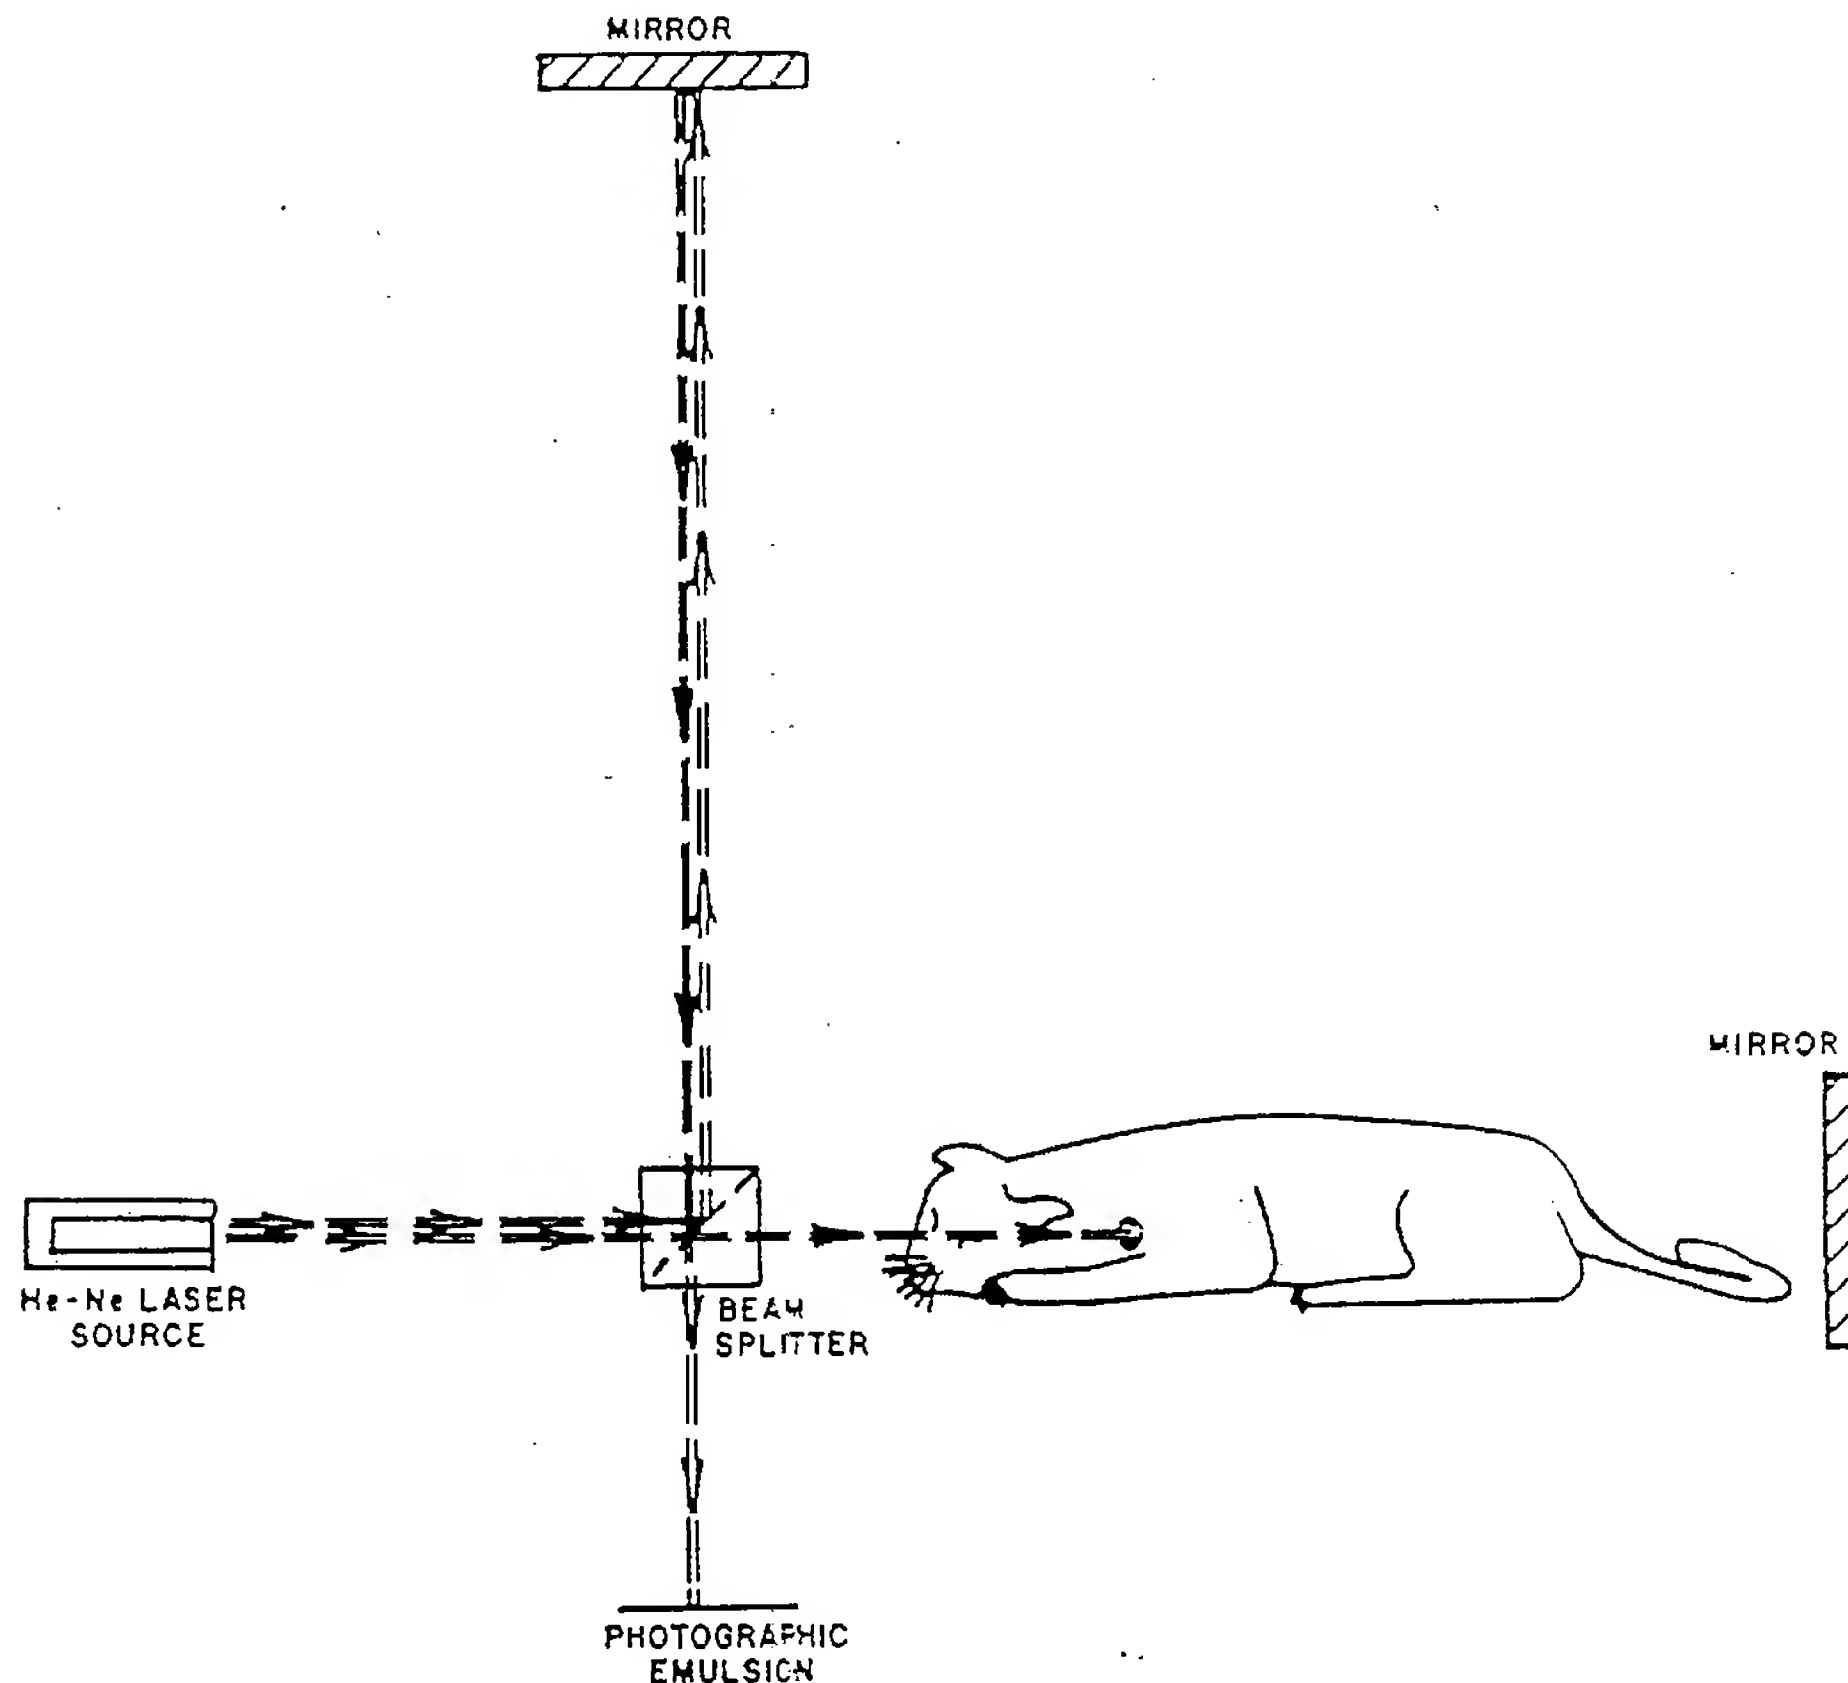 MIRROR
MIRROR
He-Ne LASER
SOURCE
BEAM
SPLITTER
PHOTOGRAPHIC
EMULSION